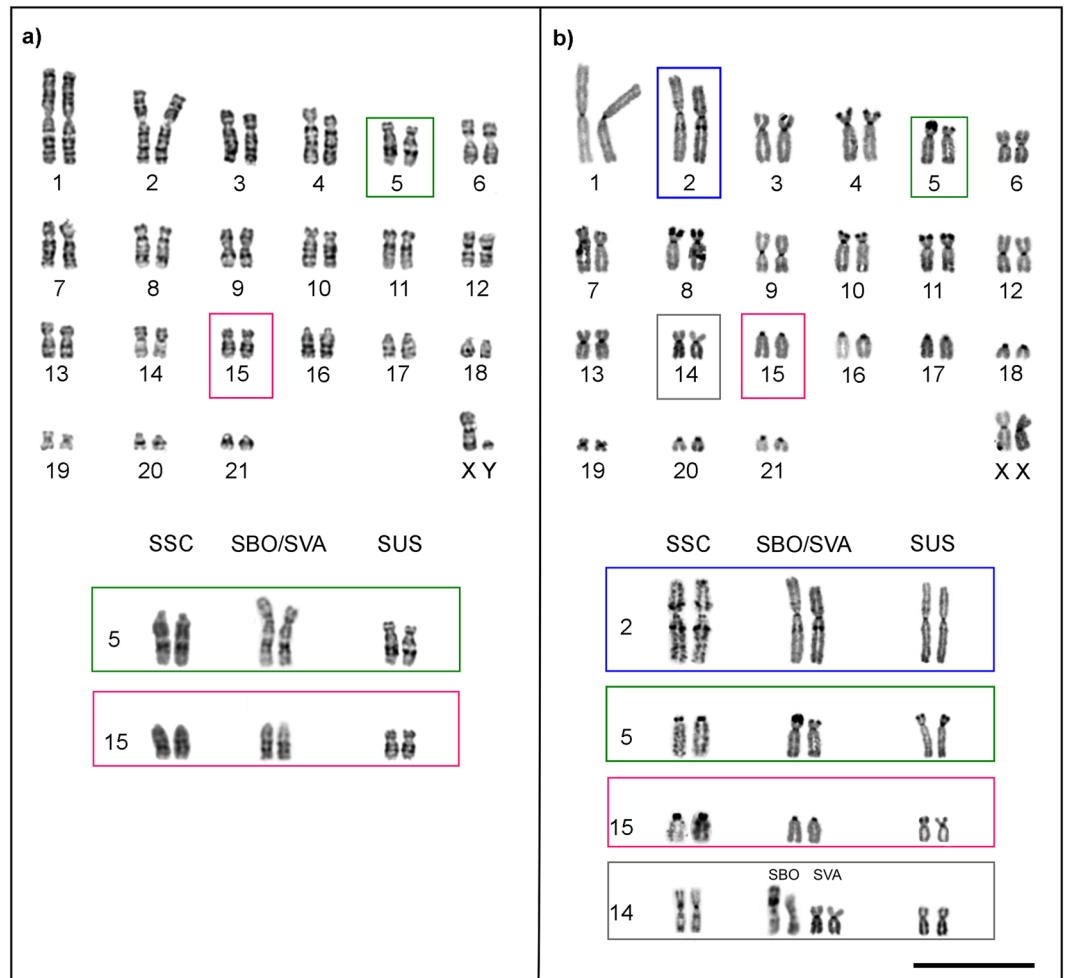 a)
1 2 3 4 5 6
7 8 9 10 11 12
13 14 15 16 17 18
19 20 21 X Y
SSC SBO/SVA SUS
5
15
b)
1 2 3 4 5 6
7 8 9 10 11 12
13 14 15 16 17 18
19 20 21 X X
SSC SBO/SVA SUS
2
5
15
SBO SVA
14